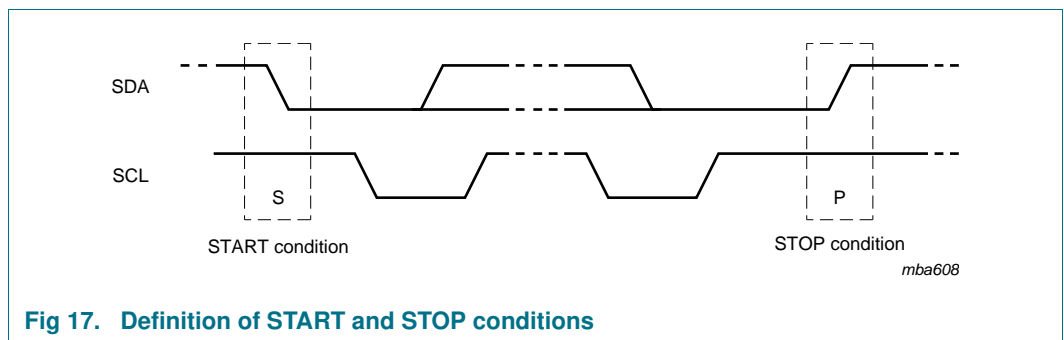 SDA
SCL
S
P
START condition
STOP condition
mba608
Fig 17. Definition of START and STOP conditions